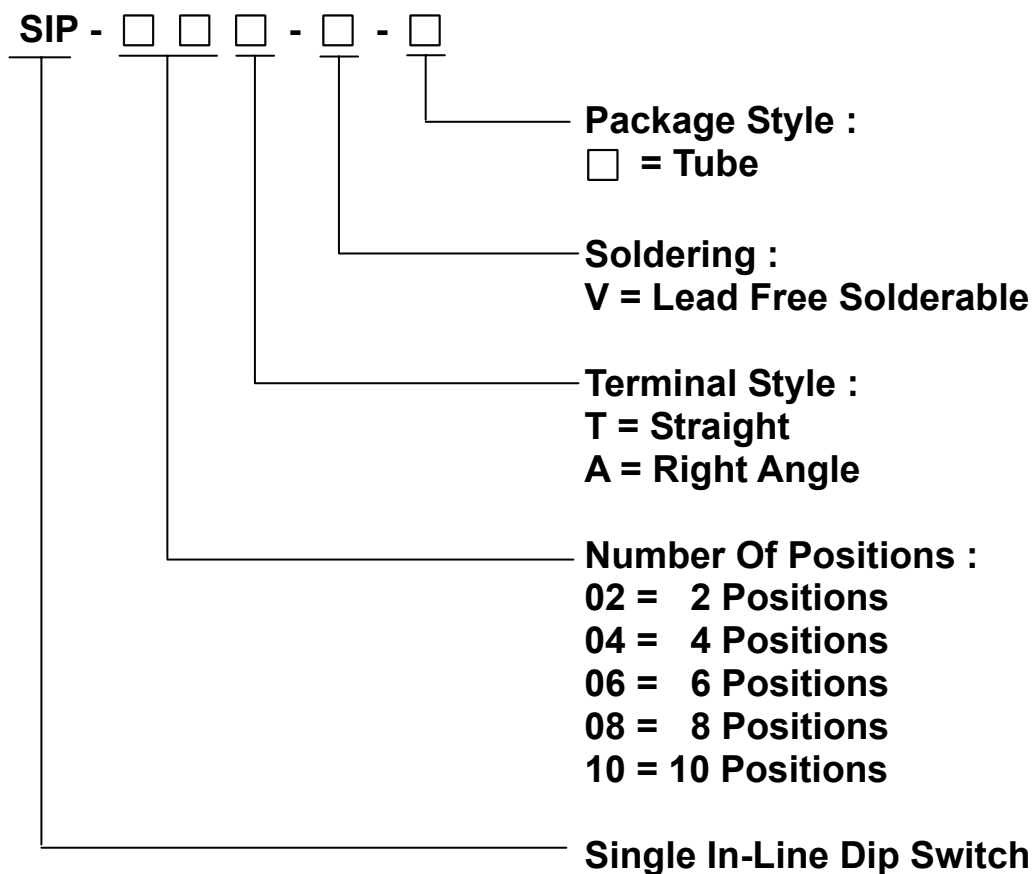 SIP - □ □ □ - □ - □
Package Style :
□ = Tube
Soldering :
V = Lead Free Solderable
Terminal Style :
T = Straight
A = Right Angle
Number Of Positions :
02 = 2 Positions
04 = 4 Positions
06 = 6 Positions
08 = 8 Positions
10 = 10 Positions
Single In-Line Dip Switch